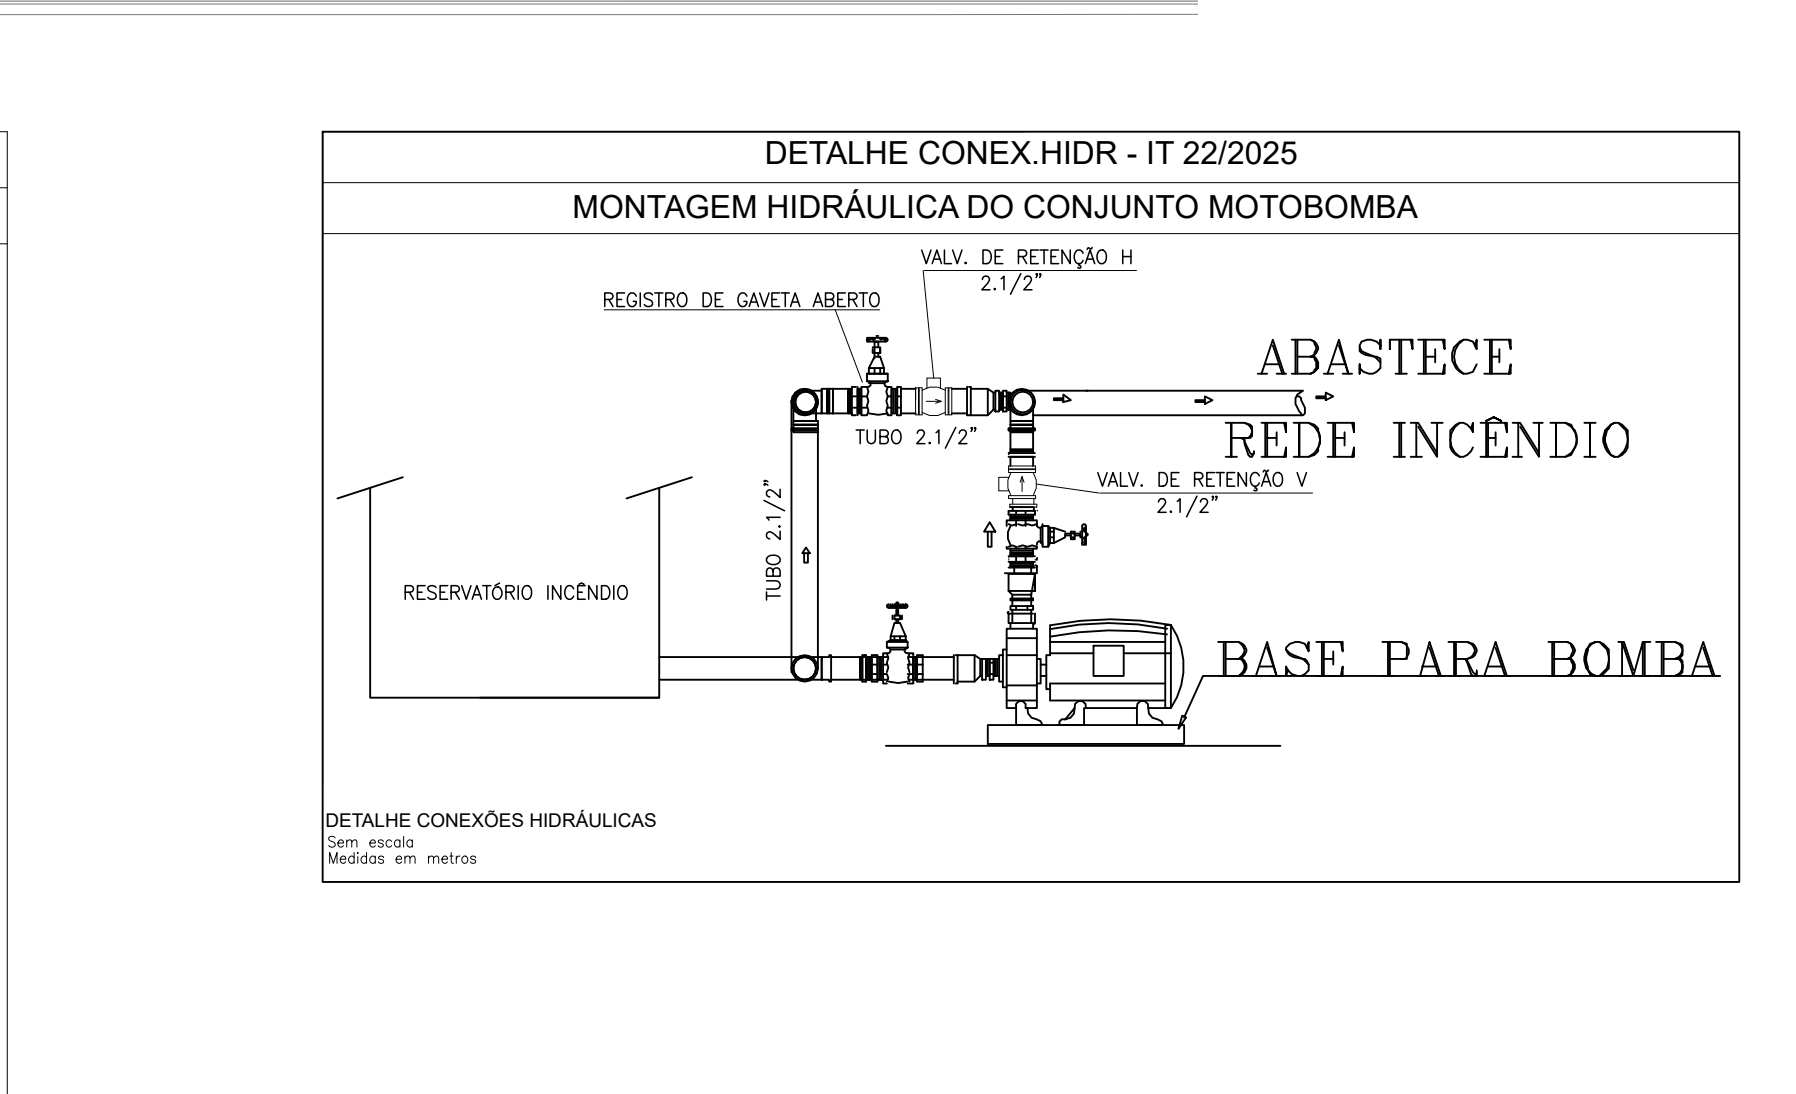 DETALHE CONEX.HIDR - IT 22/2025
MONTAGEM HIDRÁULICA DO CONJUNTO MOTOBOMBA
VALV. DE RETENÇÃO H
2.1/2”
REGISTRO DE GAVETA ABERTO
ABASTECE
REDE INCÊNDIO
TUBO 2.1/2”
VALV. DE RETENÇÃO V
2.1/2”
TUBO 2.1/2”
RESERVATÓRIO INCÊNDIO
BASE PARA BOMBA
DETALHE CONEXÕES HIDRÁULICAS
Sem escala
Medidas em metros